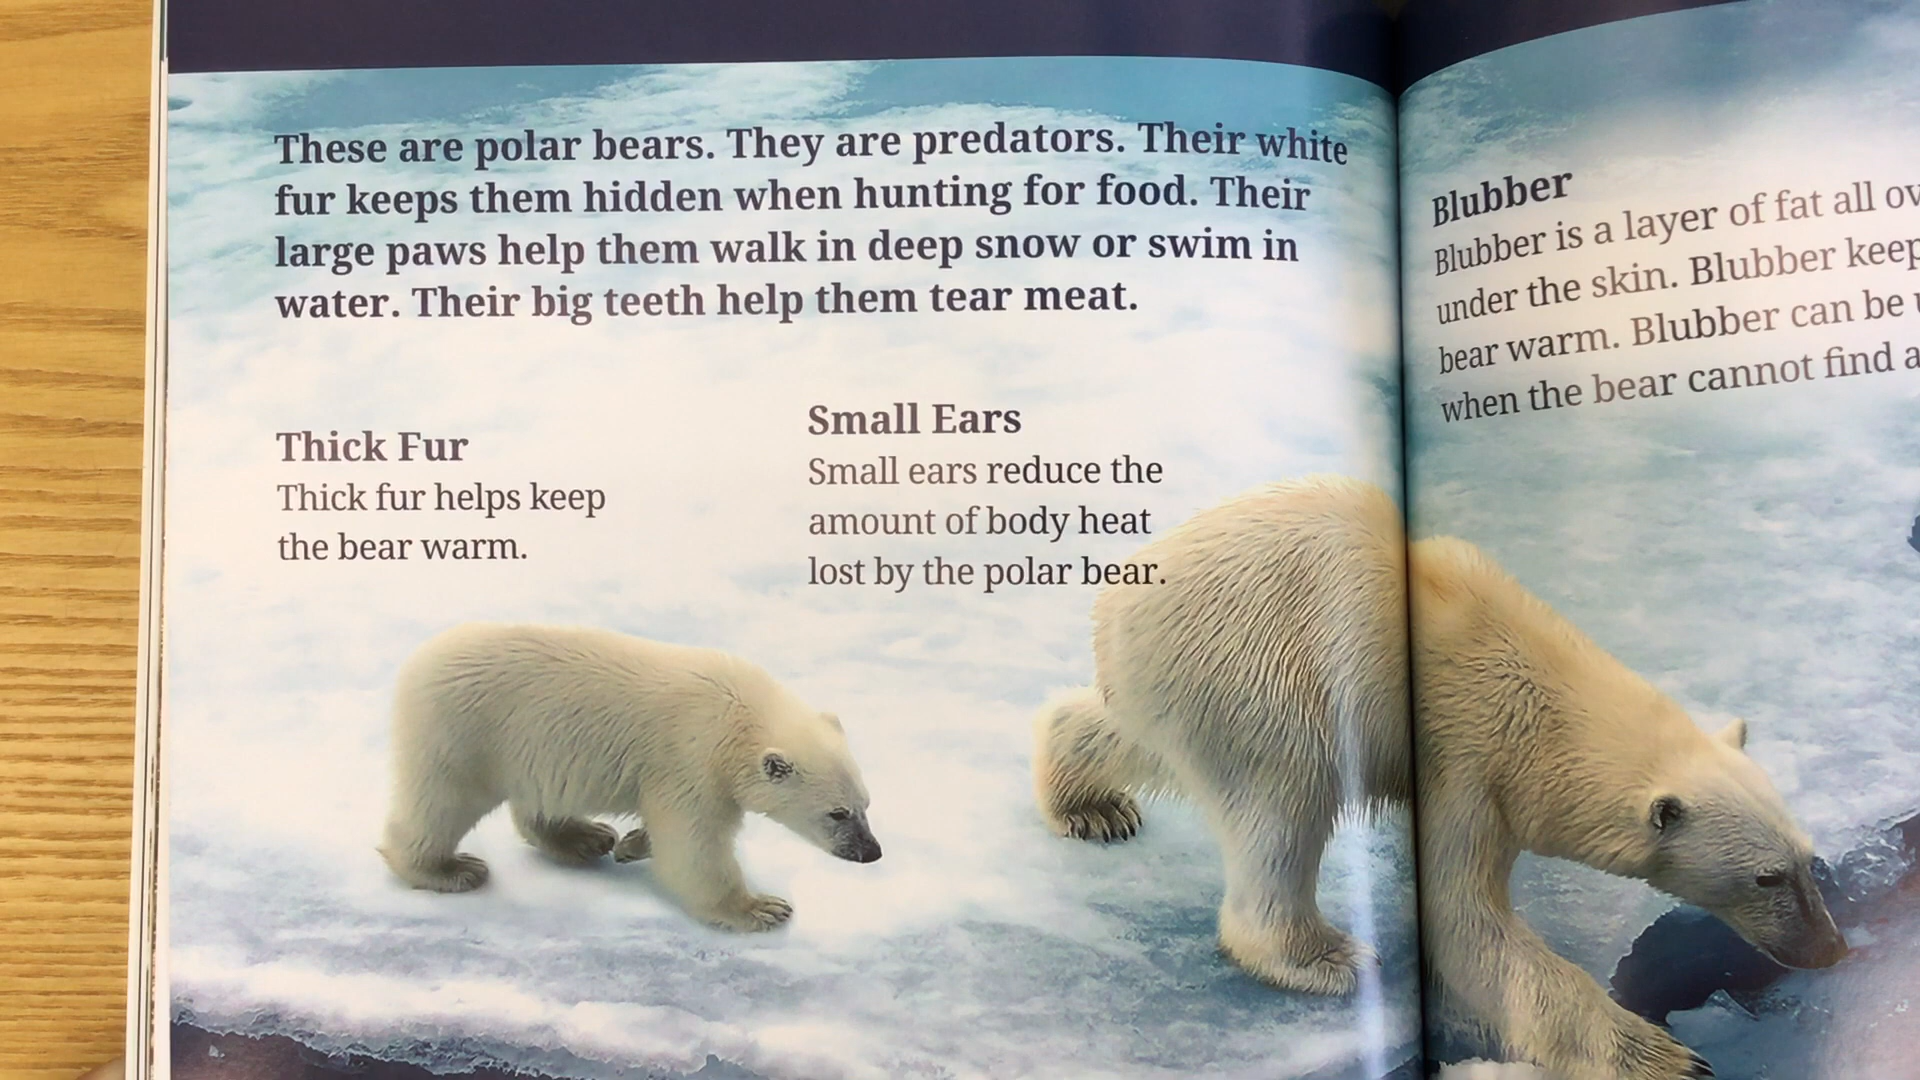 These are polar bears. They are predators. Their white
fur keeps them hidden when hunting for food. Their
large paws help them walk in deep snow or swim in
water. Their big teeth help them tear meat.
Thick Fur
Thick fur helps keep
the bear warm.
Small Ears
Small ears reduce the
amount of body heat
lost by the polar bear.
Blubber
Blubber is a layer of fat all
under the skin. Blubber
bear warm. Blubber can be
when the bear cannot find